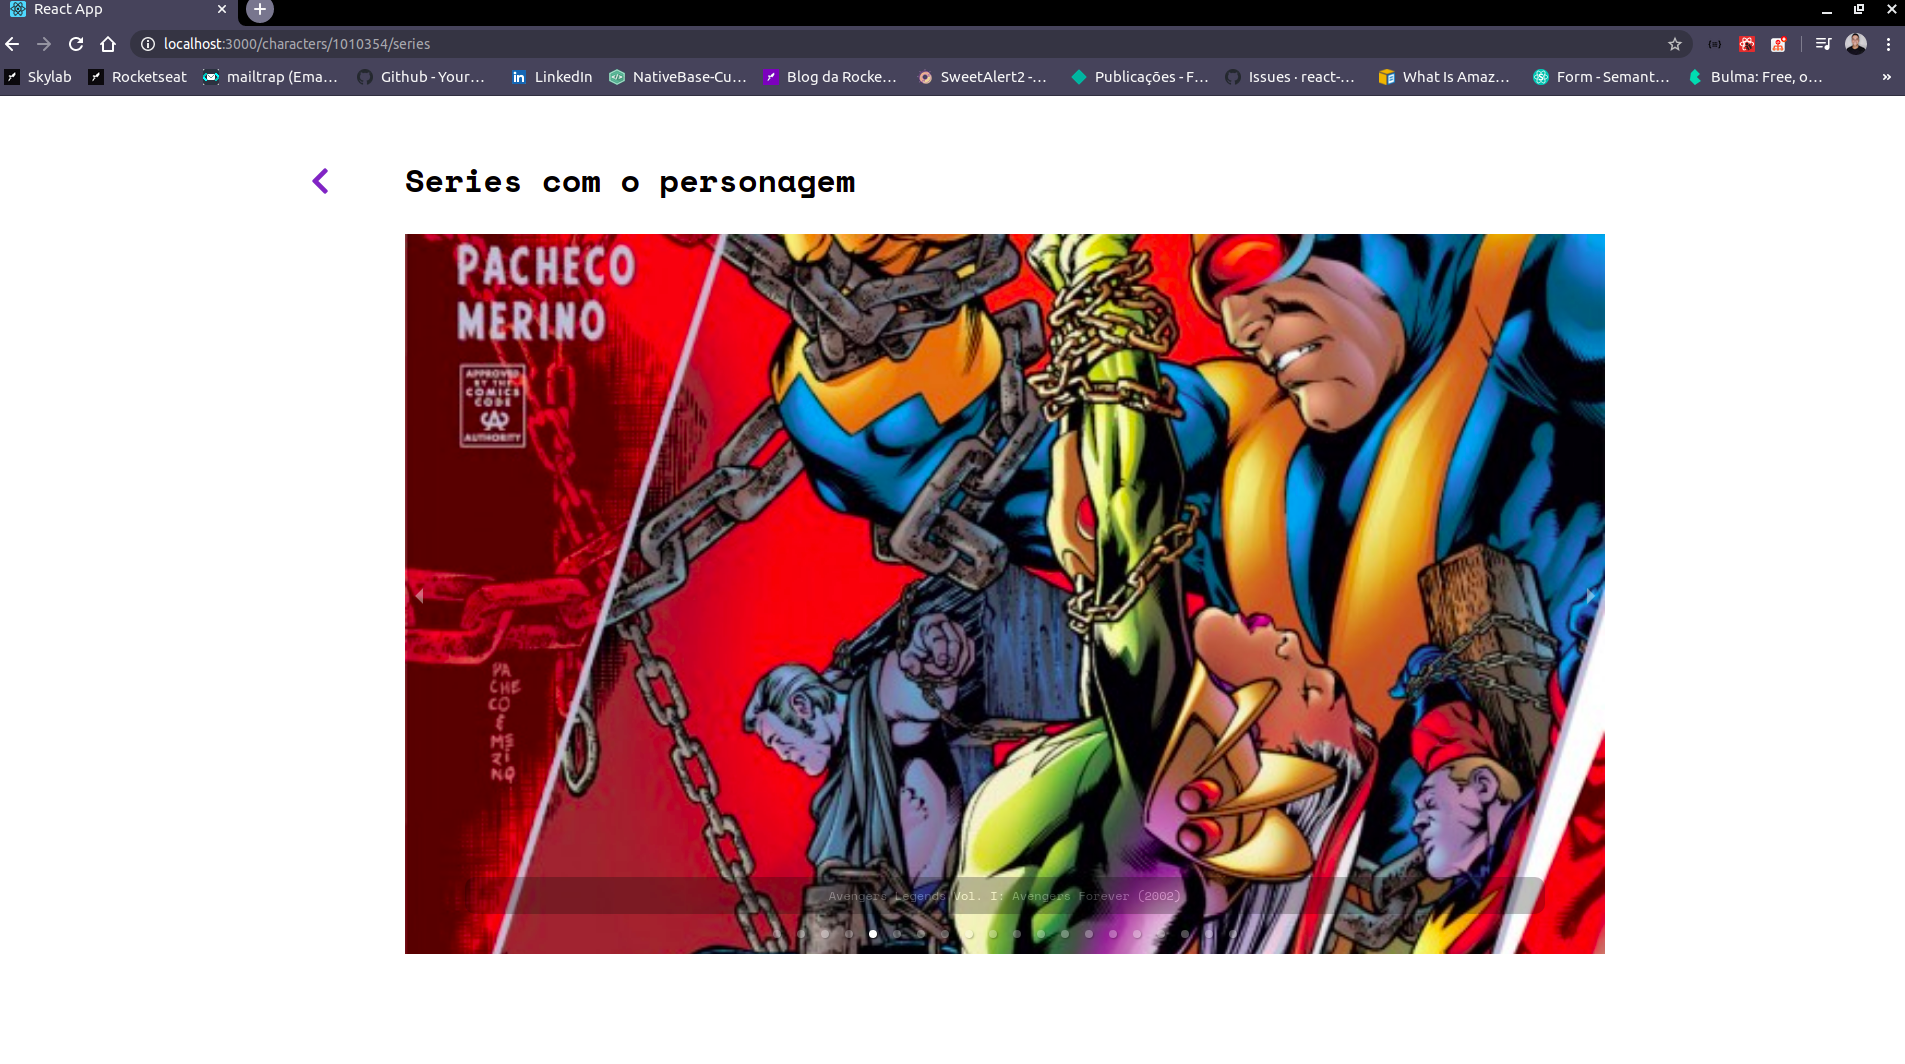 React App
localhost:3000/characters/1010354/series
Skylab
Rocketseat
mailtrap (Ema...
Github - Your...
LinkedIn
NativeBase-Cu...
Blog da Rocke...
SweetAlert2 -...
Publicações - F...
Issues · react-...
What Is Amaz...
Form - Semant...
Bulma: Free, o...
»
Series com o personagem
PACHECO
MERINO
APPROVED
BY THE
COMICS
CODE
CA
AUTHORITY
PA
CHE
CO &
MERINO
Avengers Legends Vol. I: Avengers Forever (2002)